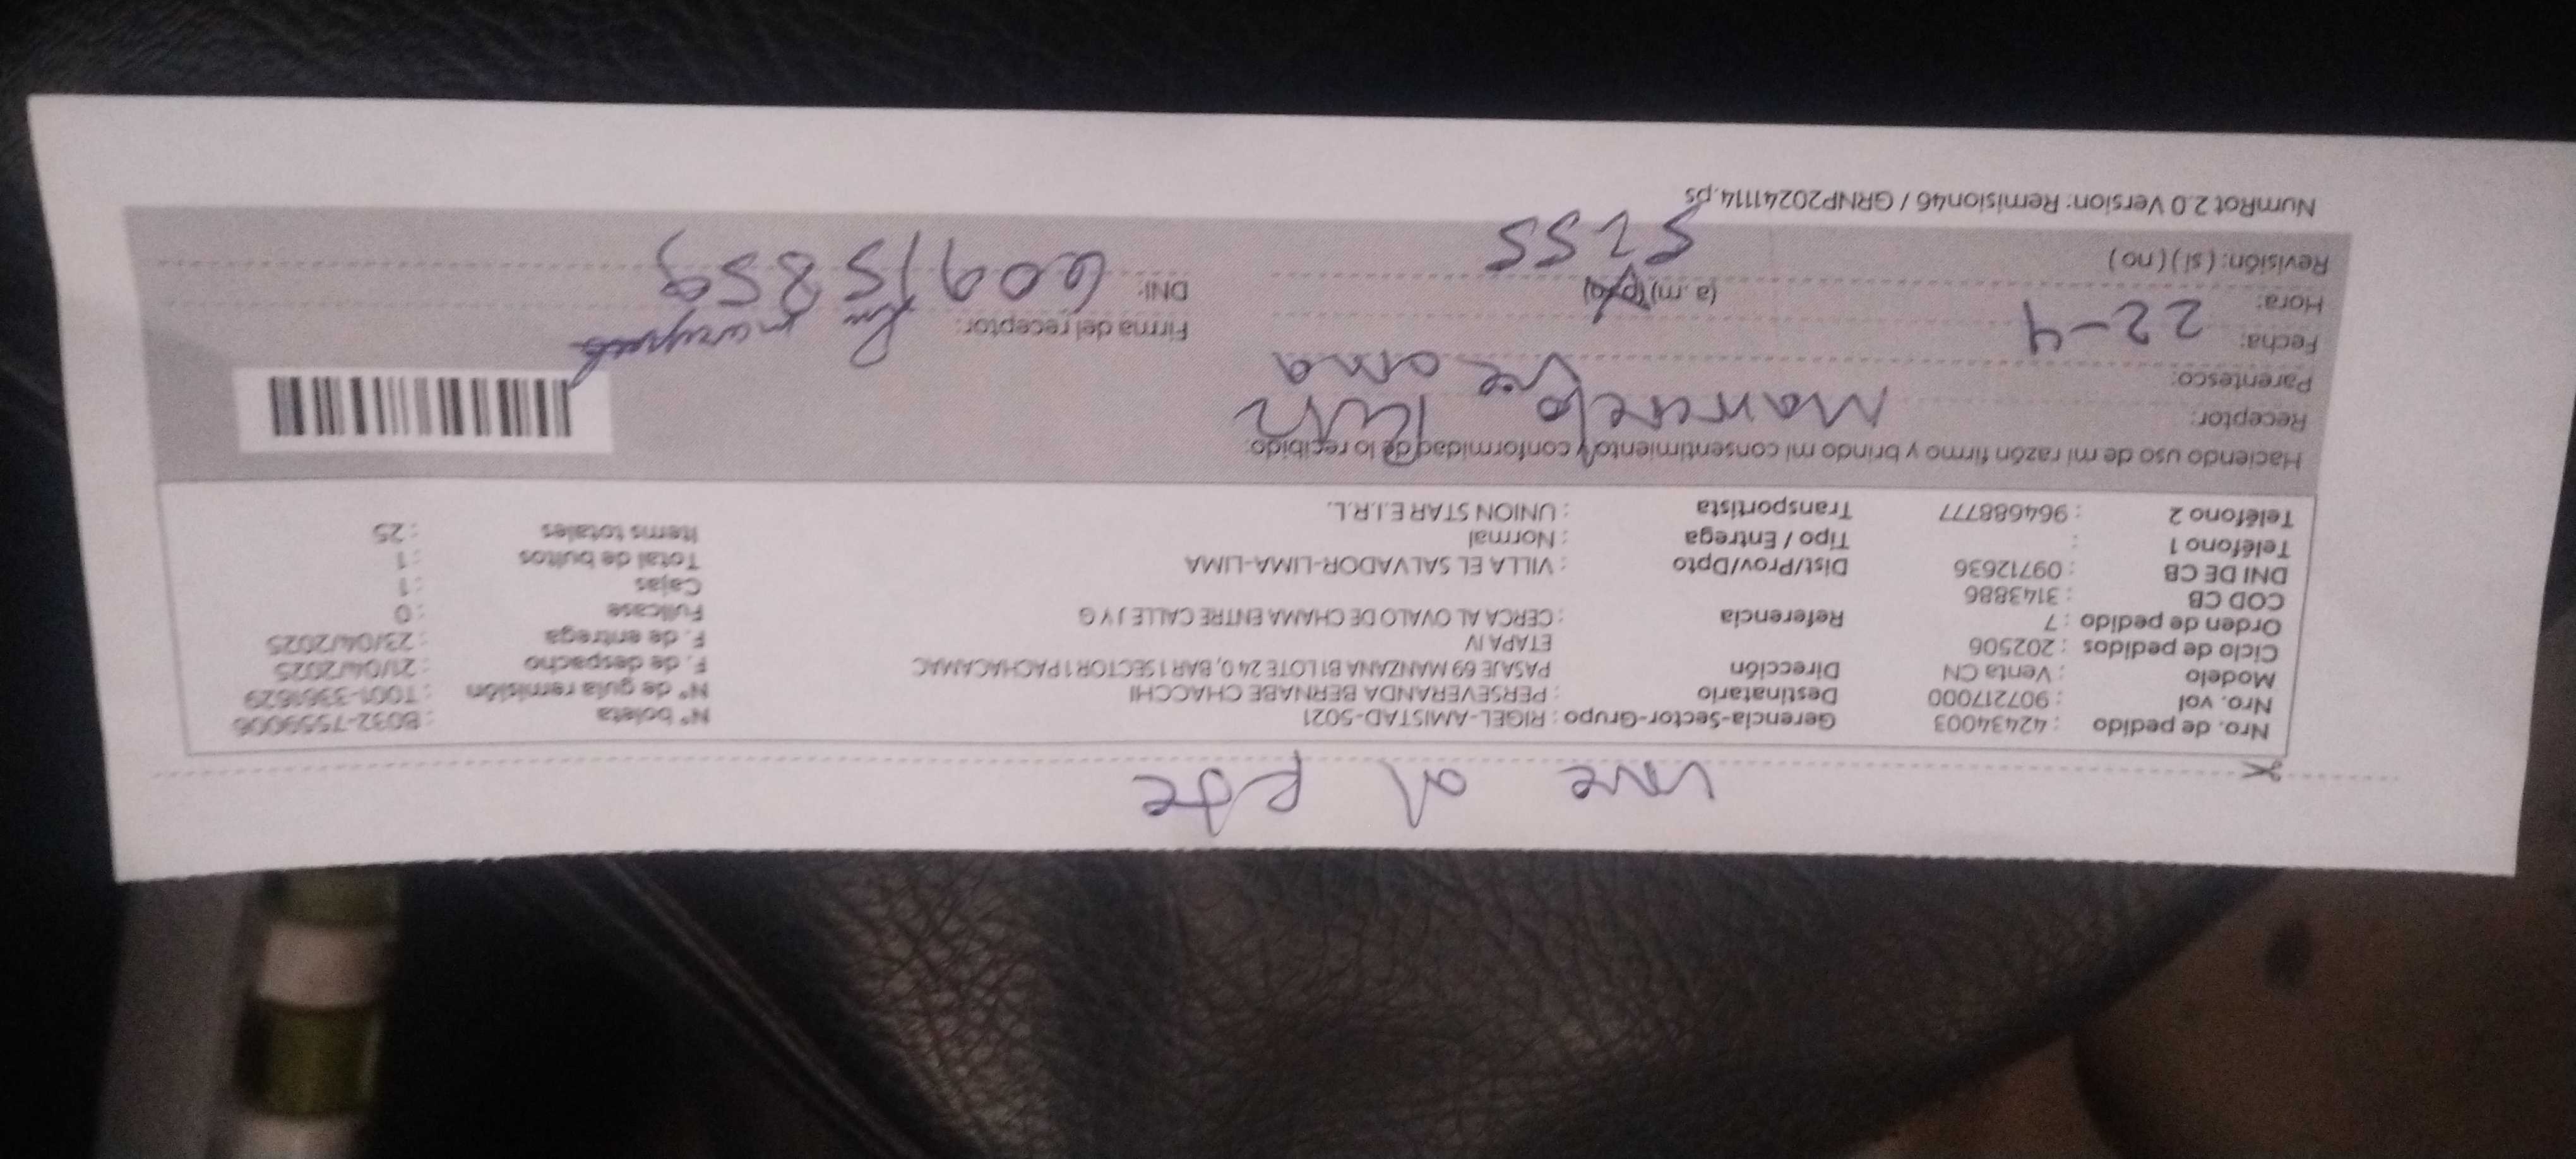 Nro. de pedido : 42434003 Gerencia-Sector-Grupo : RIGEL-AMISTAD-5021 Nº boleta : B032-7559006
Nro. vol : 907217000 Destinatario : PERSEVERANDA BERNABE CHACCHI Nº de guía remisión : T001-3361629
Modelo : Venta CN Dirección PASAJE 69 MANZANA B1 LOTE 24 0, BAR 1 SECTOR 1 PACHACAMAC F. de despacho : 21/04/2025
Ciclo de pedidos : 202506 ETAPA IV F. de entrega : 23/04/2025
Orden de pedido : 7 Referencia : CERCA AL OVALO DE CHAMA ENTRE CALLE J Y G Fullcase : 0
COD CB : 3143886 Cajas : 1
DNI DE CB : 09712636 Dist/Prov/Dpto : VILLA EL SALVADOR-LIMA-LIMA Total de bultos : 1
Teléfono 1 : Tipo / Entrega : Normal Items totales : 25
Teléfono 2 : 964688777 Transportista : UNION STAR E.I.R.L.
Haciendo uso de mi razón firmo y brindo mi consentimiento y conformidad de lo recibido:
Receptor:
Parentesco:
Fecha: 22-4 Firma del receptor:
Hora: (a.m) (p.m) DNI: 60915859
Revisión: (si) (no) 5255
NumRot 2.0 Version: Remision46 / GRNP20241114.ps